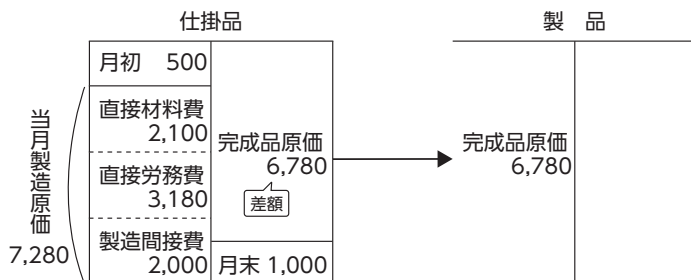 仕掛品
製　品
月初　500
直接材料費
2,100
直接労務費
3,180
製造間接費
2,000
当月製造原価
7,280
完成品原価
6,780
差額
月末 1,000
完成品原価
6,780